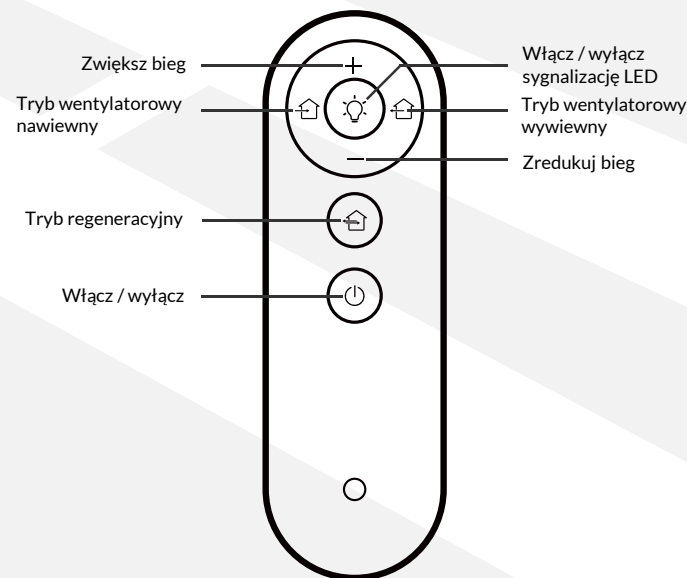 Zwiększ bieg
Włącz / wyłącz
sygnalizację LED
Tryb wentylatorowy
nawiewny
Tryb wentylatorowy
wywiewny
Zredukuj bieg
Tryb regeneracyjny
Włącz / wyłącz